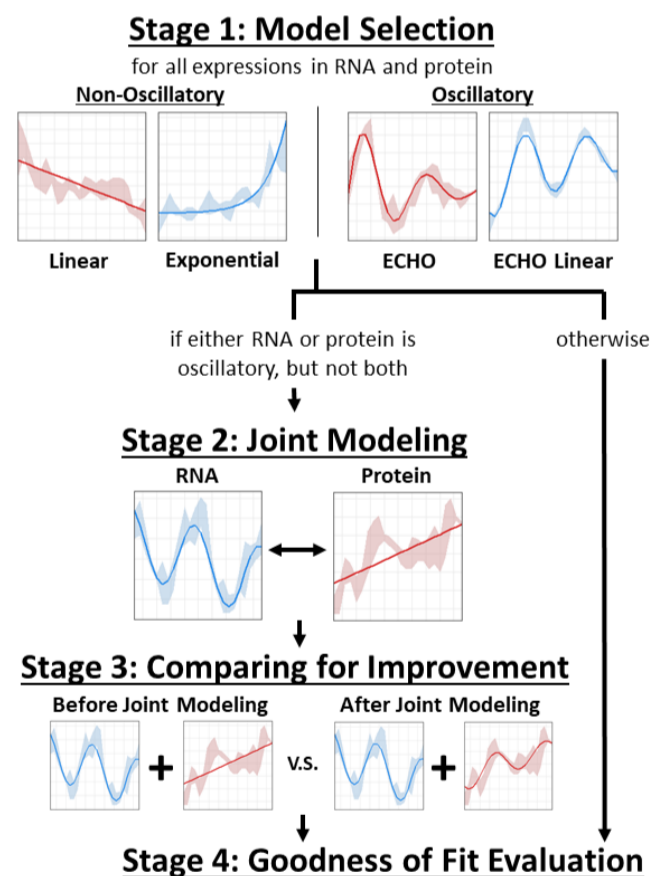 Stage 1: Model Selection
for all expressions in RNA and protein
Non-Oscillatory
Oscillatory
Linear
Exponential
ECHO
ECHO Linear
if either RNA or protein is
oscillatory, but not both
otherwise
Stage 2: Joint Modeling
RNA
Protein
Stage 3: Comparing for Improvement
Before Joint Modeling
After Joint Modeling
+
v.s.
+
Stage 4: Goodness of Fit Evaluation